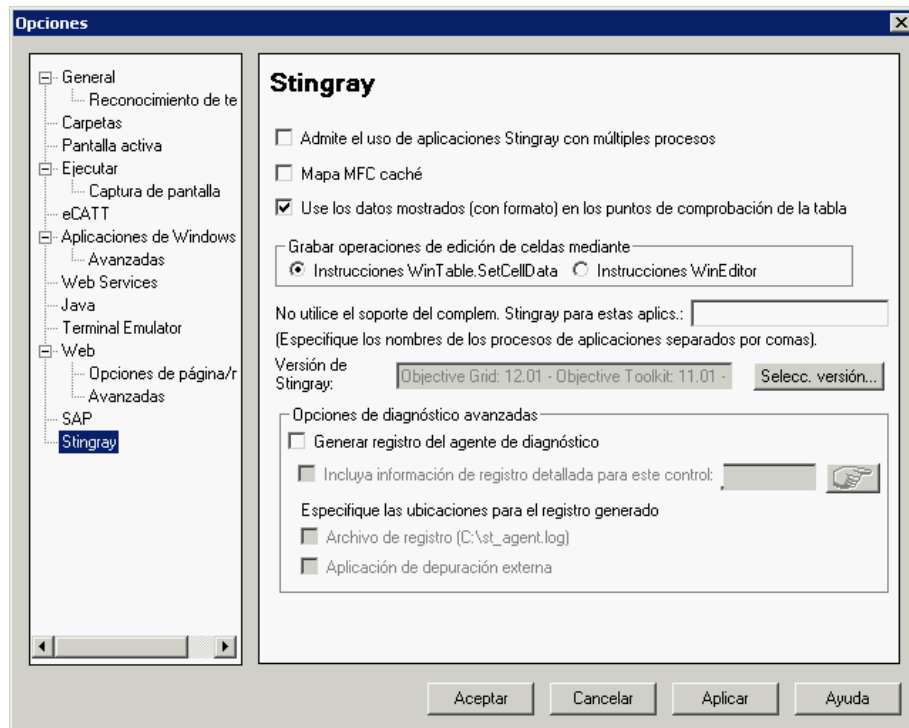 Opciones
General
Reconocimiento de te
Carpetas
Pantalla activa
Ejecutar
Captura de pantalla
eCATT
Aplicaciones de Windows
Avanzadas
Web Services
Java
Terminal Emulator
Web
Opciones de página/r
Avanzadas
SAP
Stingray
Stingray
Admite el uso de aplicaciones Stingray con múltiples procesos
Mapa MFC caché
Use los datos mostrados (con formato) en los puntos de comprobación de la tabla
Grabar operaciones de edición de celdas mediante
Instrucciones WinTable.SetCellData Instrucciones WinEditor
No utilice el soporte del complem. Stingray para estas aplics.:
(Especifique los nombres de los procesos de aplicaciones separados por comas).
Versión de
Stingray:
Objective Grid: 12.01 - Objective Toolkit: 11.01 - Selecc. versión...
Opciones de diagnóstico avanzadas
Generar registro del agente de diagnóstico
Incluya información de registro detallada para este control:
Especifique las ubicaciones para el registro generado
Archivo de registro (C:\st_agent.log)
Aplicación de depuración externa
Aceptar Cancelar Aplicar Ayuda